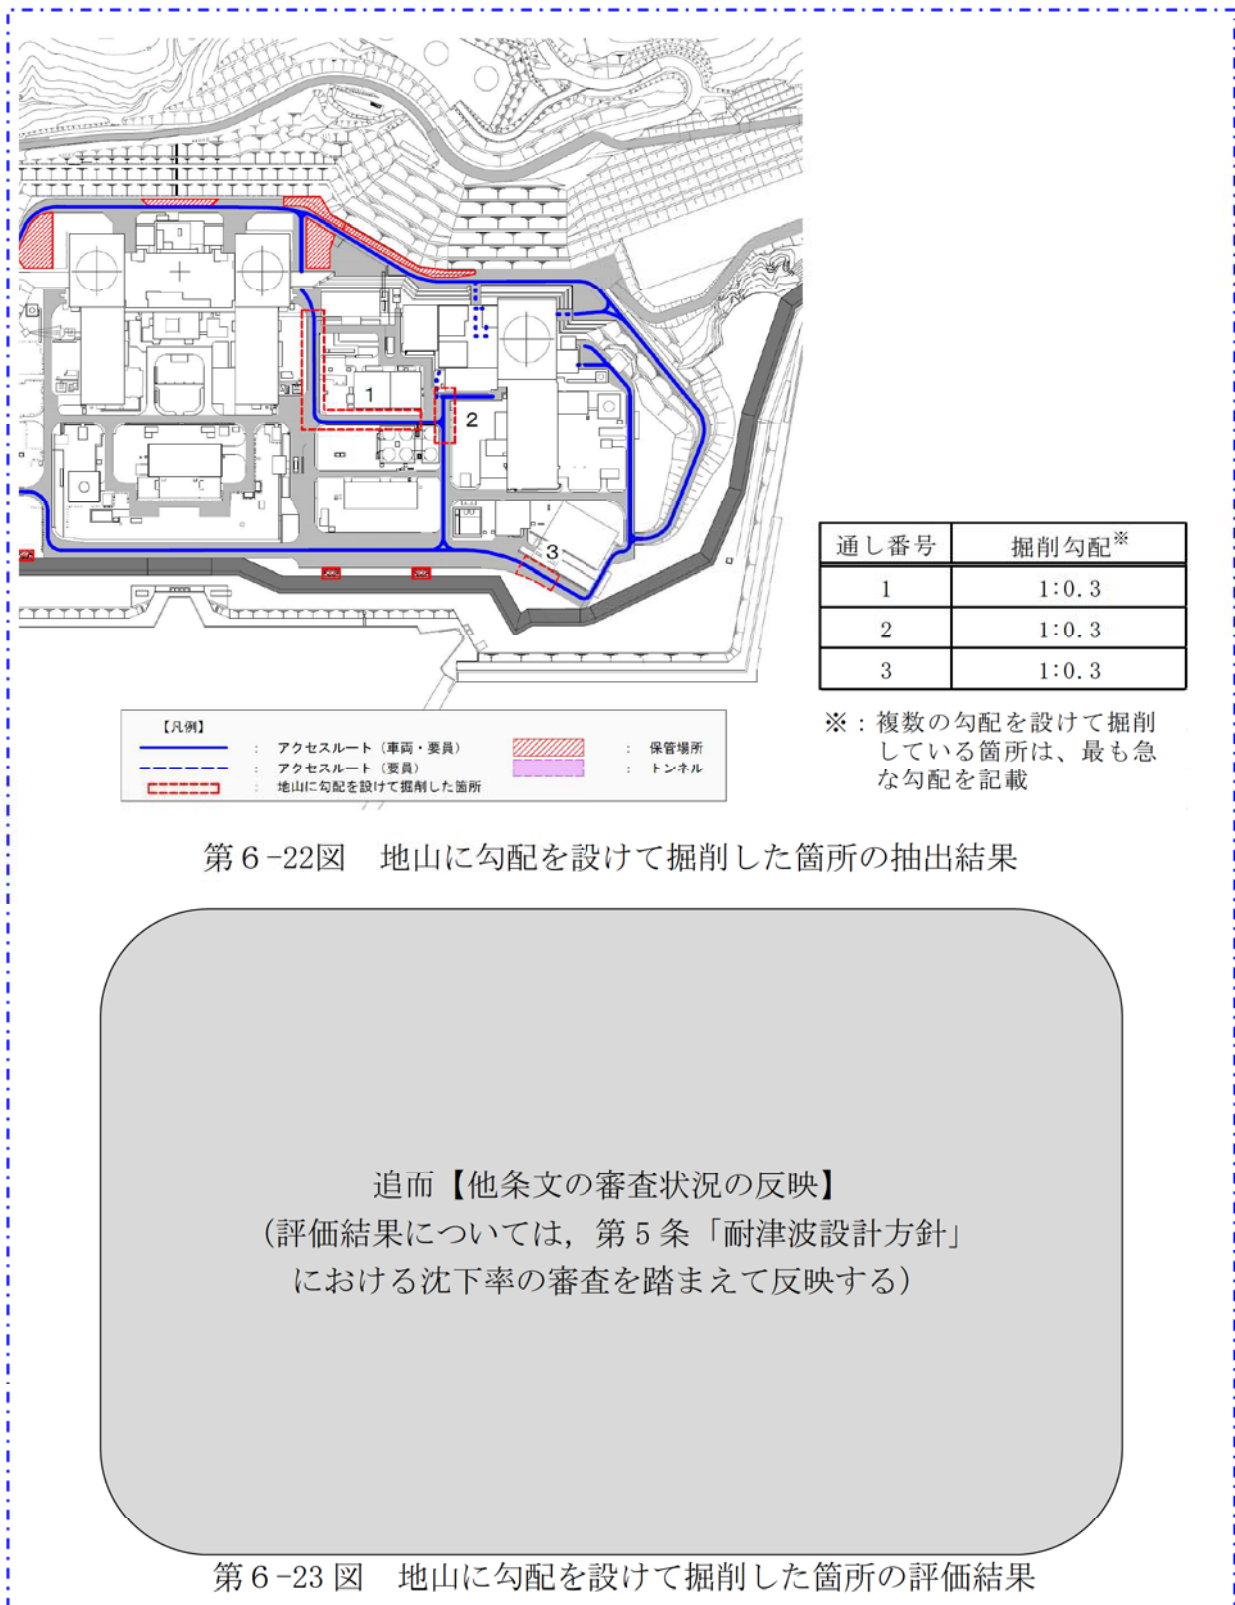 1
2
3
通し番号 掘削勾配※
1 1:0.3
2 1:0.3
3 1:0.3
※：複数の勾配を設けて掘削
している箇所は、最も急
な勾配を記載
【凡例】
： アクセスルート（車両・要員） ： 保管場所
： アクセスルート（要員） ： トンネル
： 地山に勾配を設けて掘削した箇所
第６-22図　地山に勾配を設けて掘削した箇所の抽出結果
追而【他条文の審査状況の反映】
（評価結果については，第５条「耐津波設計方針」
における沈下率の審査を踏まえて反映する）
第６-23 図　地山に勾配を設けて掘削した箇所の評価結果